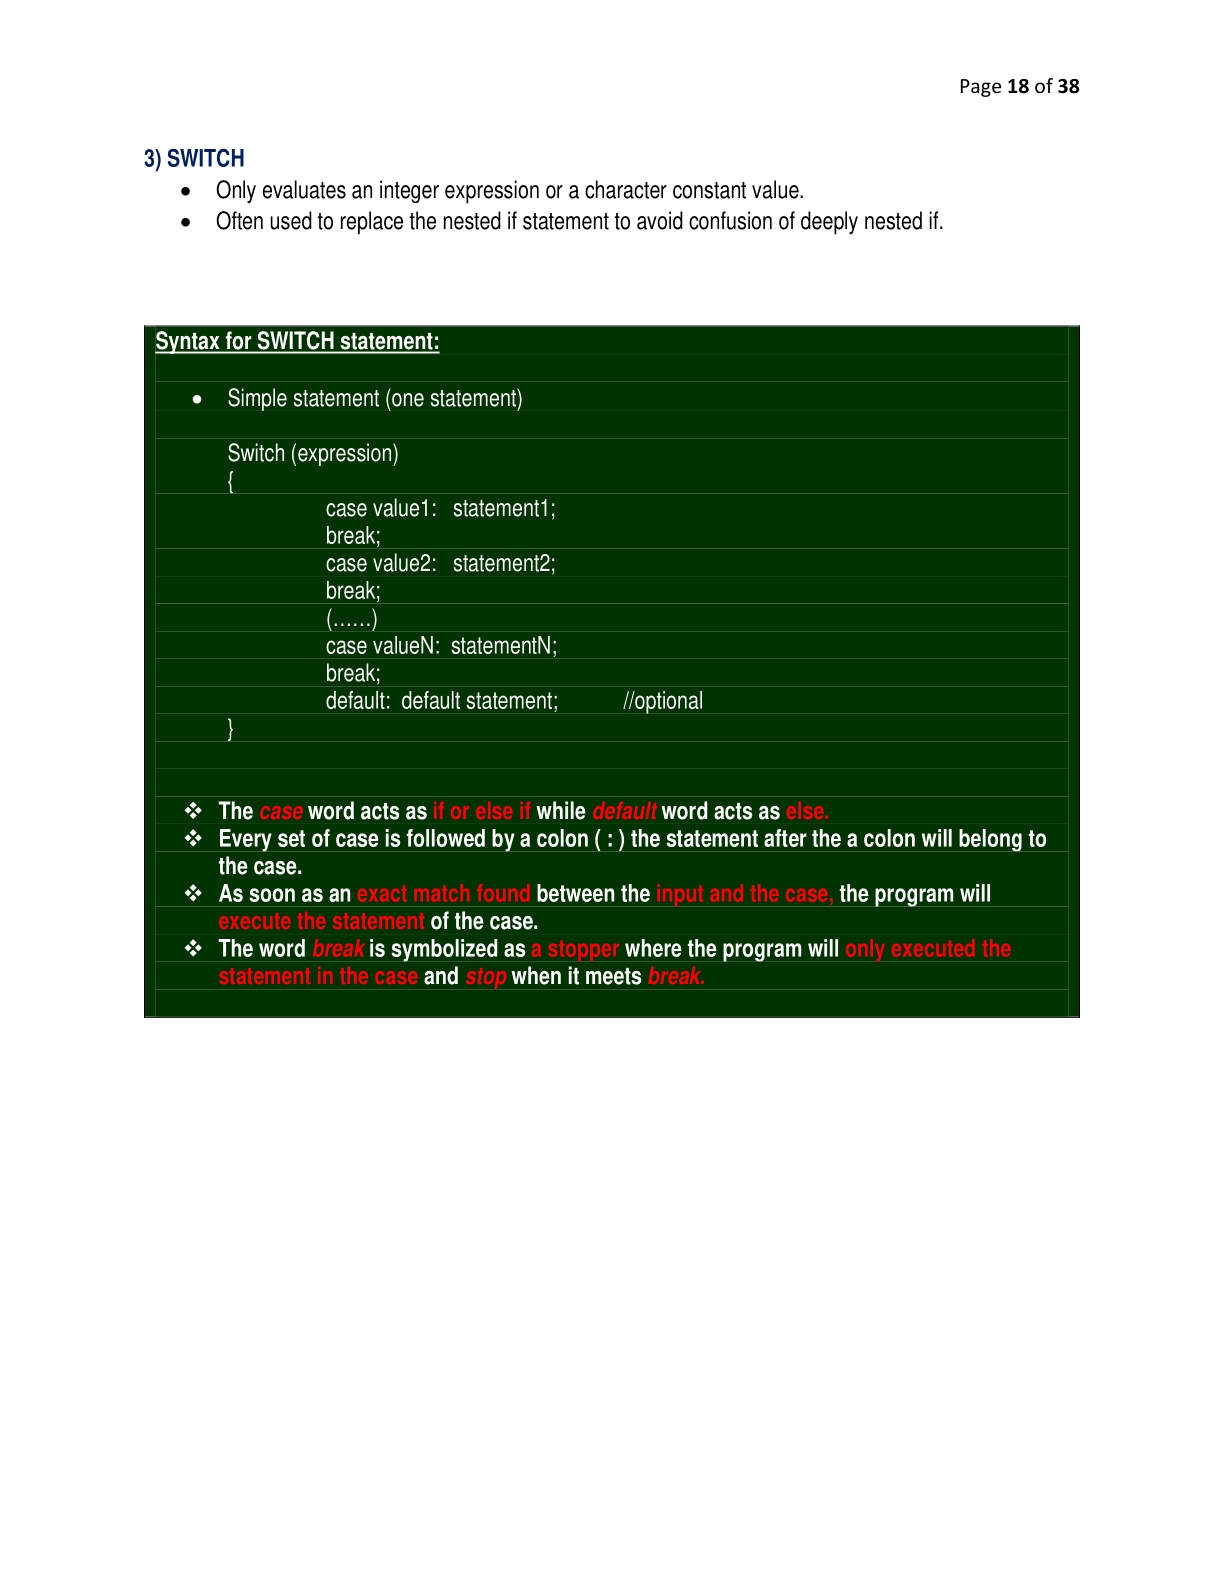 Page 18 of 38
3) SWITCH
• Only evaluates an integer expression or a character constant value.
• Often used to replace the nested if statement to avoid confusion of deeply nested if.
Syntax for SWITCH statement:
• Simple statement (one statement)
Switch (expression)
{
case value1: statement1;
break;
case value2: statement2;
break;
(……)
case valueN: statementN;
break;
default: default statement; //optional
}
❖ The case word acts as if or else if while default word acts as else.
❖ Every set of case is followed by a colon ( : ) the statement after the a colon will belong to
the case.
❖ As soon as an exact match found between the input and the case, the program will
execute the statement of the case.
❖ The word break is symbolized as a stopper where the program will only executed the
statement in the case and stop when it meets break.